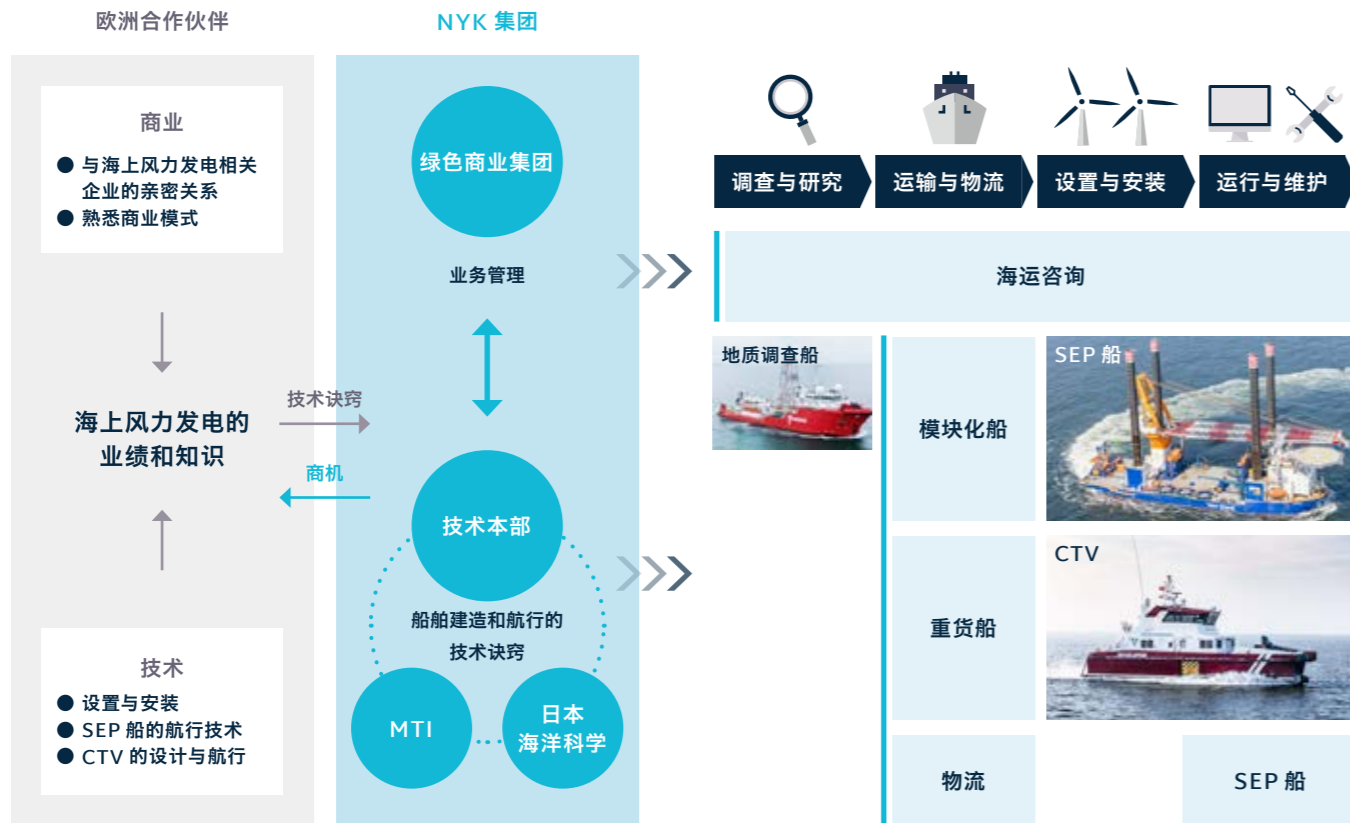 欧洲合作伙伴
NYK 集团
商业
● 与海上风力发电相关
企业的亲密关系
● 熟悉商业模式
海上风力发电的
业绩和知识
技术
● 设置与安装
● SEP 船的航行技术
● CTV 的设计与航行
技术诀窍
商机
绿色商业集团
业务管理
技术本部
船舶建造和航行的
技术诀窍
MTI
日本
海洋科学
调查与研究
运输与物流
设置与安装
运行与维护
海运咨询
地质调查船
模块化船
SEP 船
重货船
CTV
物流
SEP 船